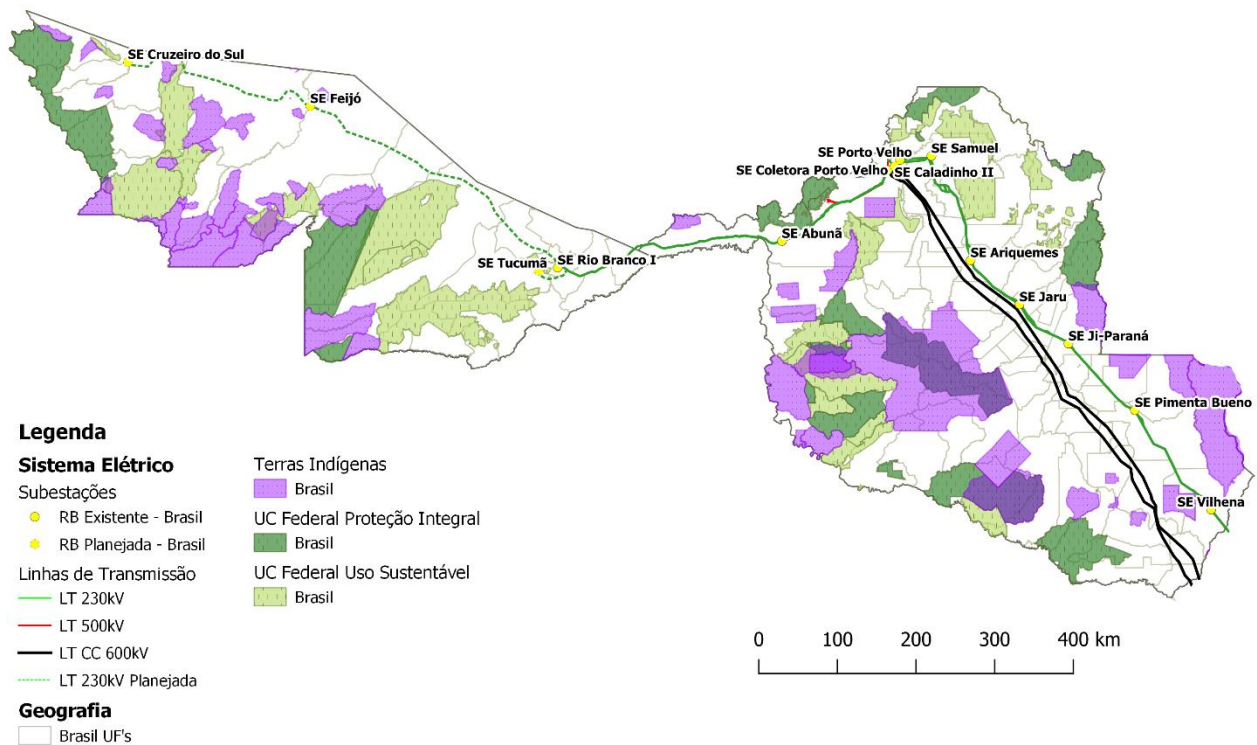 SE Cruzeiro do Sul
SE Feijó
SE Porto Velho
SE Samuel
SE Coletora Porto Velho
SE Caladinho II
SE Abunã
SE Tucumã
SE Rio Branco I
SE Ariquemes
SE Jaru
SE Ji-Paraná
SE Pimenta Bueno
SE Vilhena
Legenda
Sistema Elétrico
Subestações
RB Existente - Brasil
RB Planejada - Brasil
Linhas de Transmissão
LT 230kV
LT 500kV
LT CC 600kV
LT 230kV Planejada
Geografia
Brasil UF's
Terras Indígenas
Brasil
UC Federal Proteção Integral
Brasil
UC Federal Uso Sustentável
Brasil
0 100 200 300 400 km